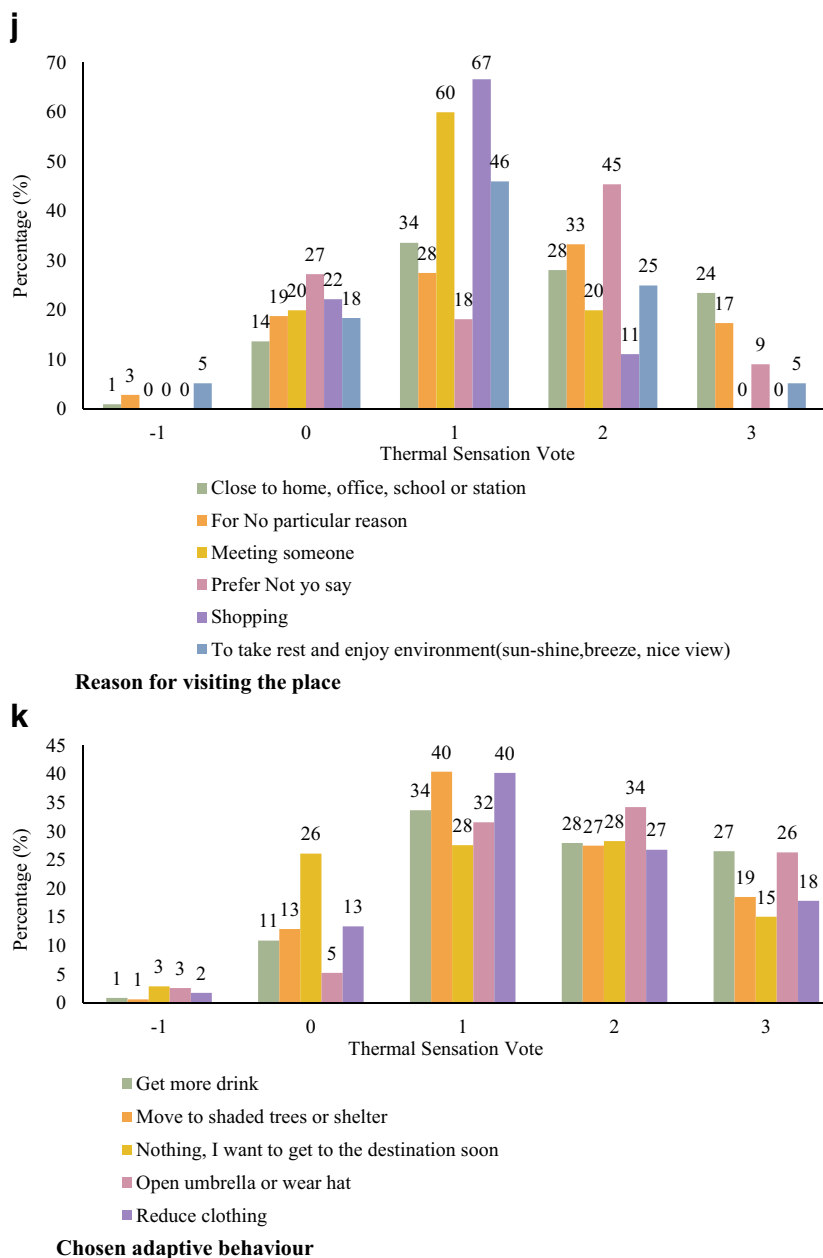 j
70
60
50
40
30
20
10
0
Percentage (%)
1 3 0 0 0 5
14 19 20 27 22 18
34 28 60 18 67 46
28 33 20 45 11 25
24 17 0 9 0 5
-1 0 1 2 3
Thermal Sensation Vote
Close to home, office, school or station
For No particular reason
Meeting someone
Prefer Not yo say
Shopping
To take rest and enjoy environment(sun-shine,breeze, nice view)
Reason for visiting the place
k
45
40
35
30
25
20
15
10
5
0
Percentage (%)
1 1 3 3 2
11 13 26 5 13
34 40 28 32 40
28 27 28 34 27
27 19 15 26 18
-1 0 1 2 3
Thermal Sensation Vote
Get more drink
Move to shaded trees or shelter
Nothing, I want to get to the destination soon
Open umbrella or wear hat
Reduce clothing
Chosen adaptive behaviour